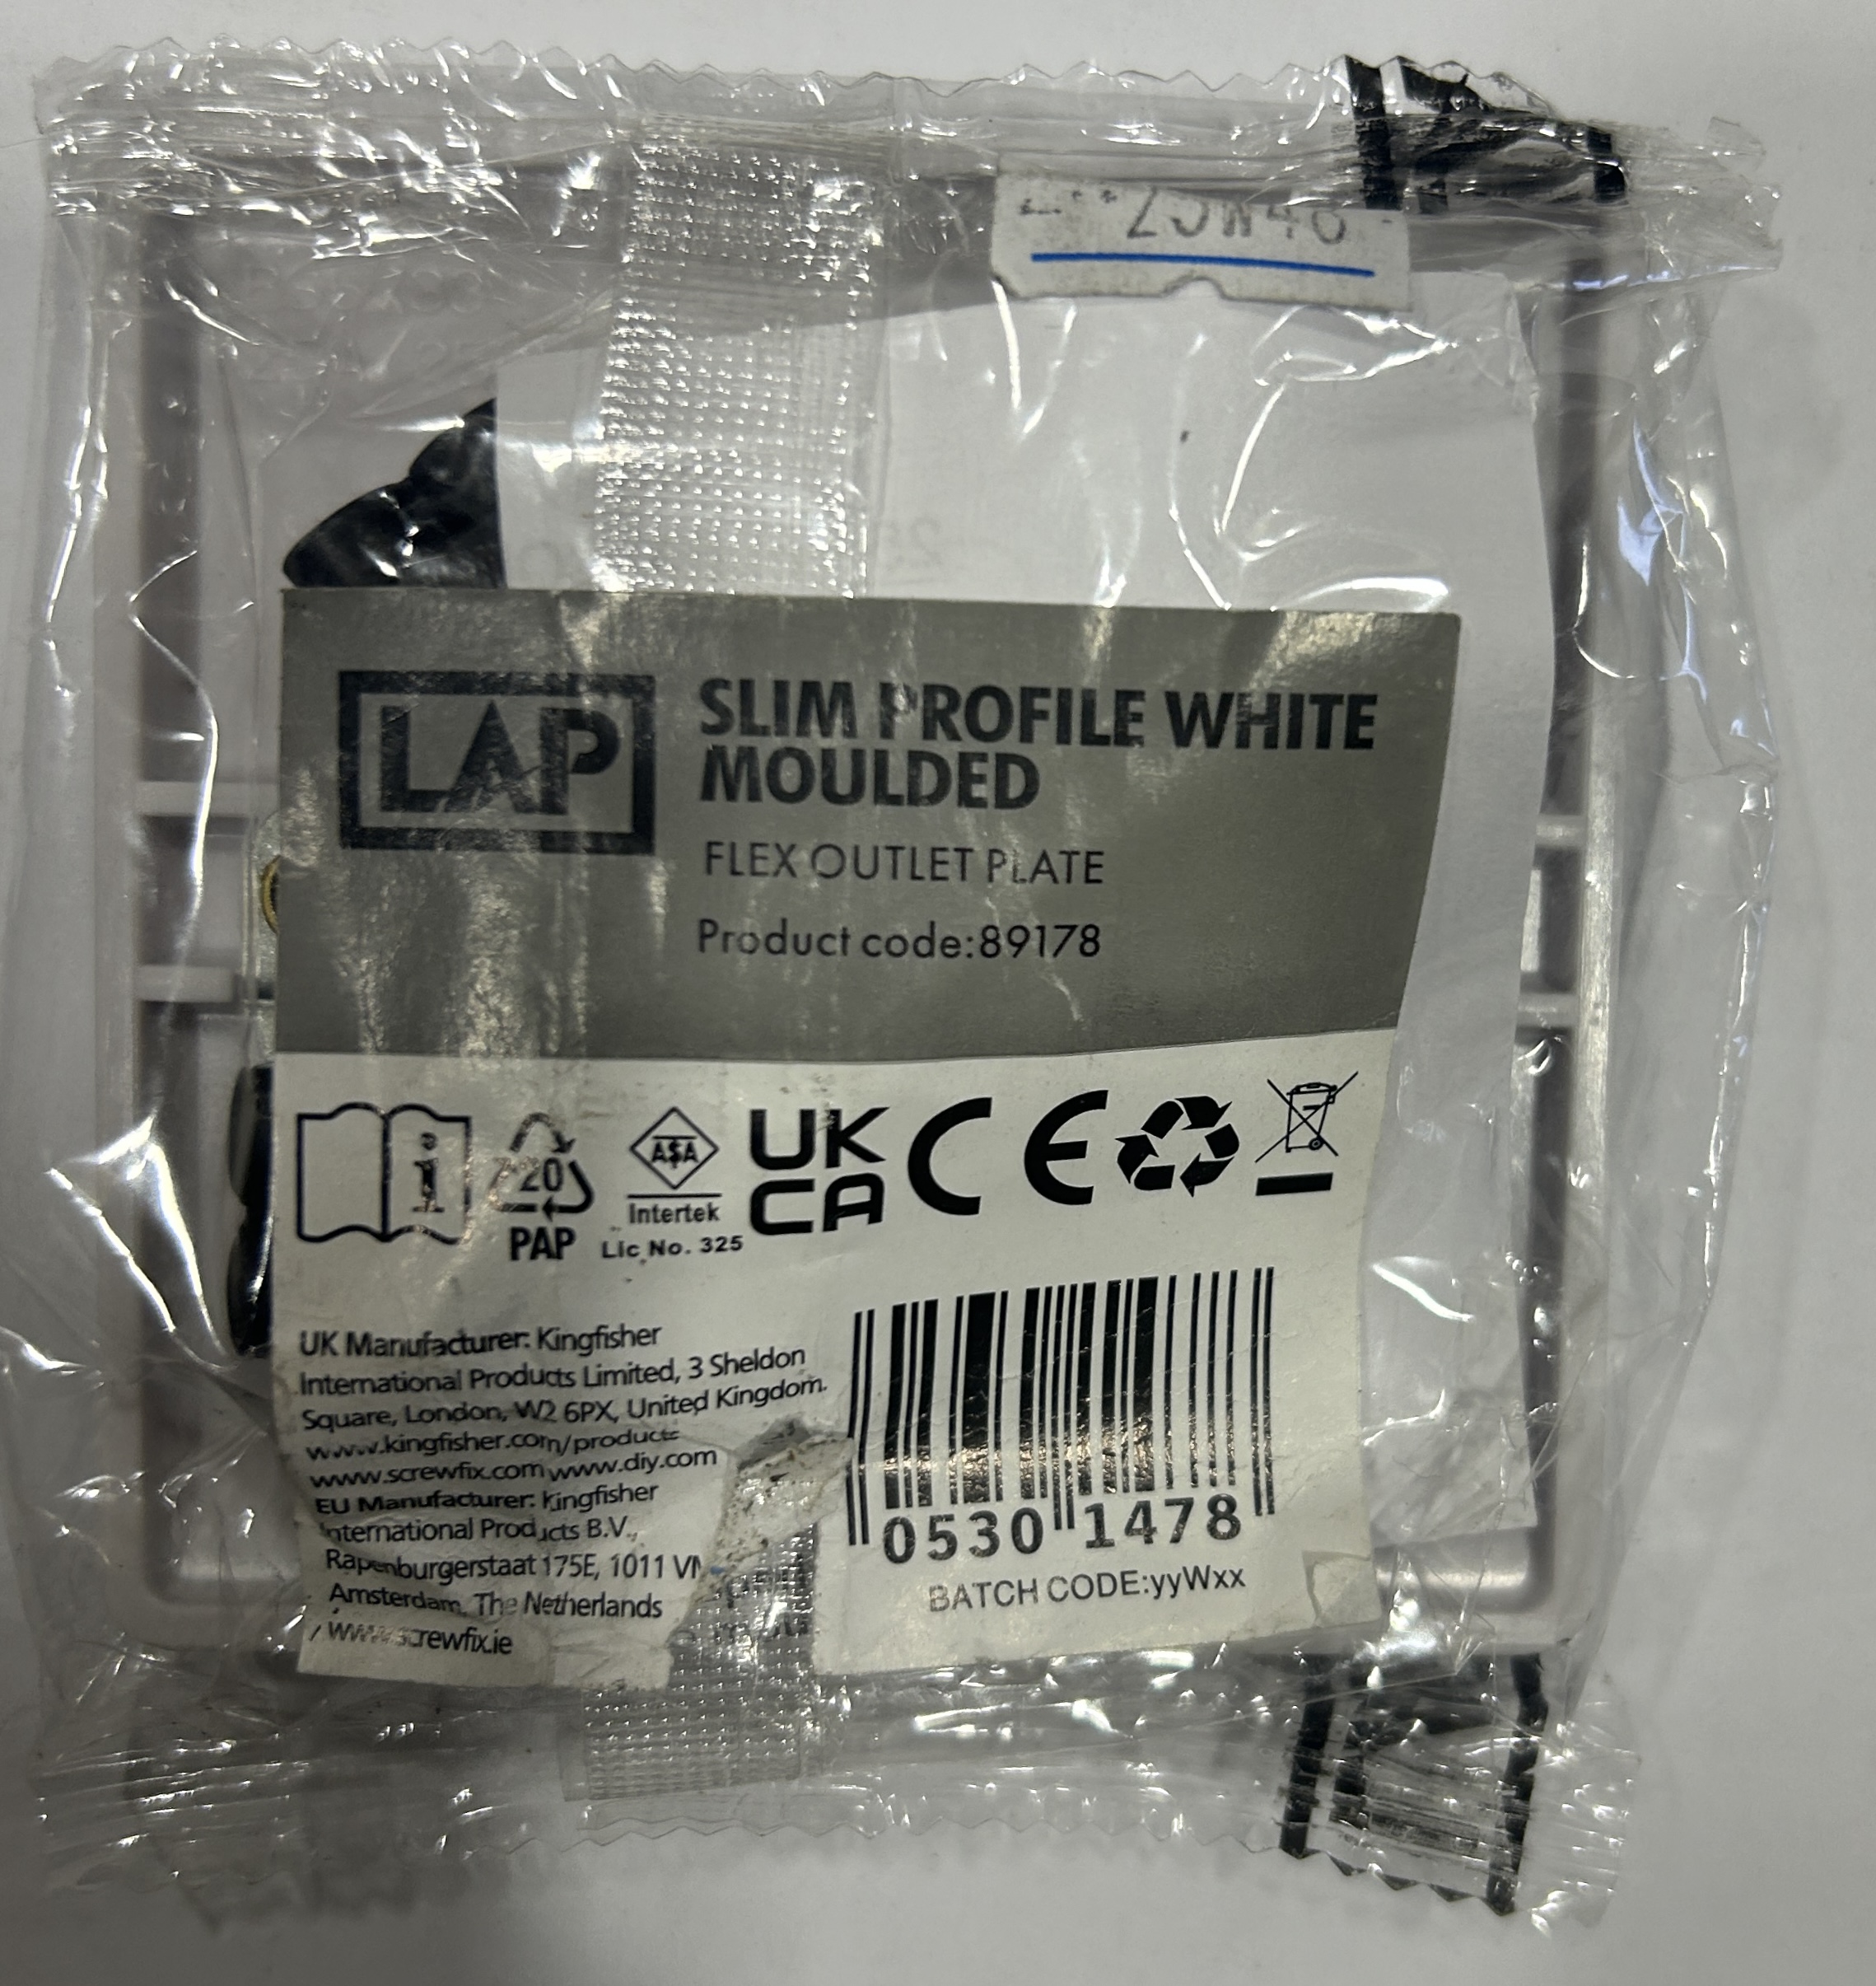 LAP
SLIM PROFILE WHITE
MOULDED
FLEX OUTLET PLATE
Product code:89178
i
20
PAP
ASA
Intertek
Lic No. 325
UK
CA
CE
UK Manufacturer: Kingfisher
International Products Limited, 3 Sheldon
Square, London, W2 6PX, United Kingdom.
www.kingfisher.com/products
www.screwfix.com www.diy.com
EU Manufacturer: Kingfisher
International Products B.V.,
Rapenburgerstaat 175E, 1011
Amsterdam, The Netherlands
www.screwfix.ie
0530 1478
BATCH CODE:yyWxx